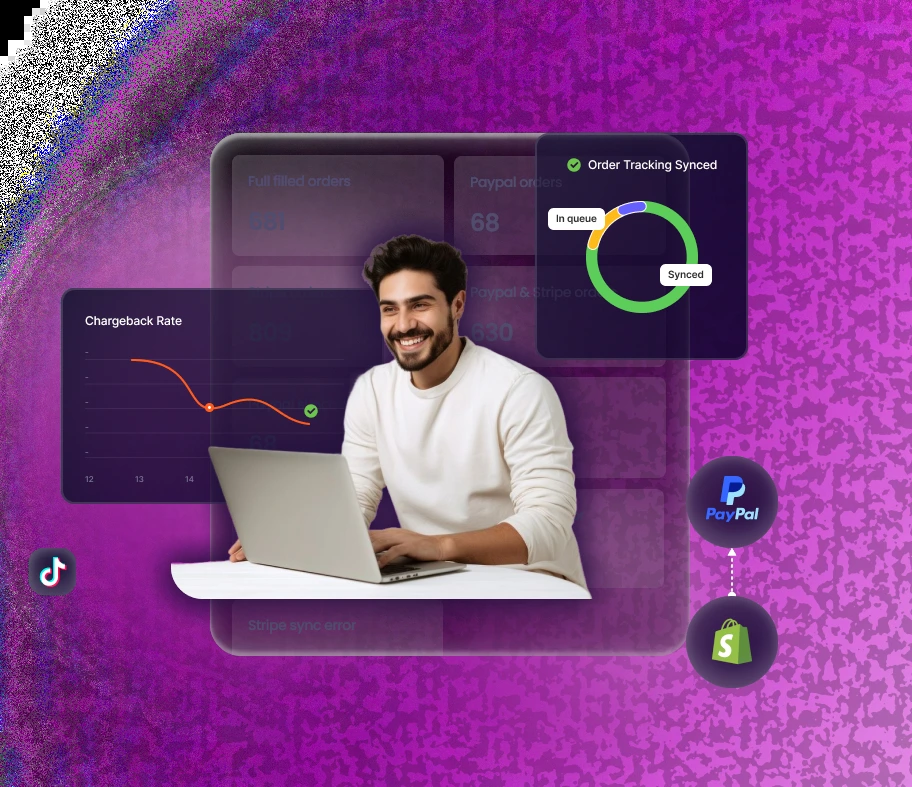 Full filled orders
Paypal orders
68
Order Tracking Synced
In queue
Synced
Chargeback Rate
Paypal & Stripe
630
12
13
14
PayPal
Stripe sync error